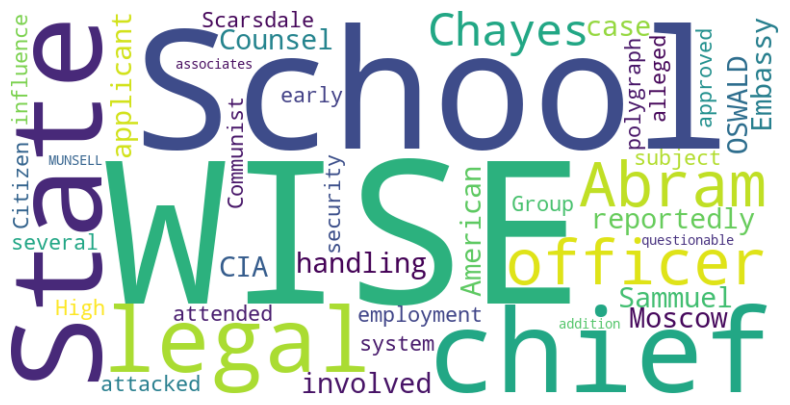 Scarsdale
Counsel
Chayes
case
School
State
influence
applicant
associates
early
Communist
polygraph
alleged
approved
OSWALD
Embassy
Citizen
MUNSELL
WISE
security
American
Group
subject
Abram
reportedly
questionable
several
CIA
handling
officer
High
attended
legal
employment
system
Sammuel
Moscow
addition
chief
attacked
involved